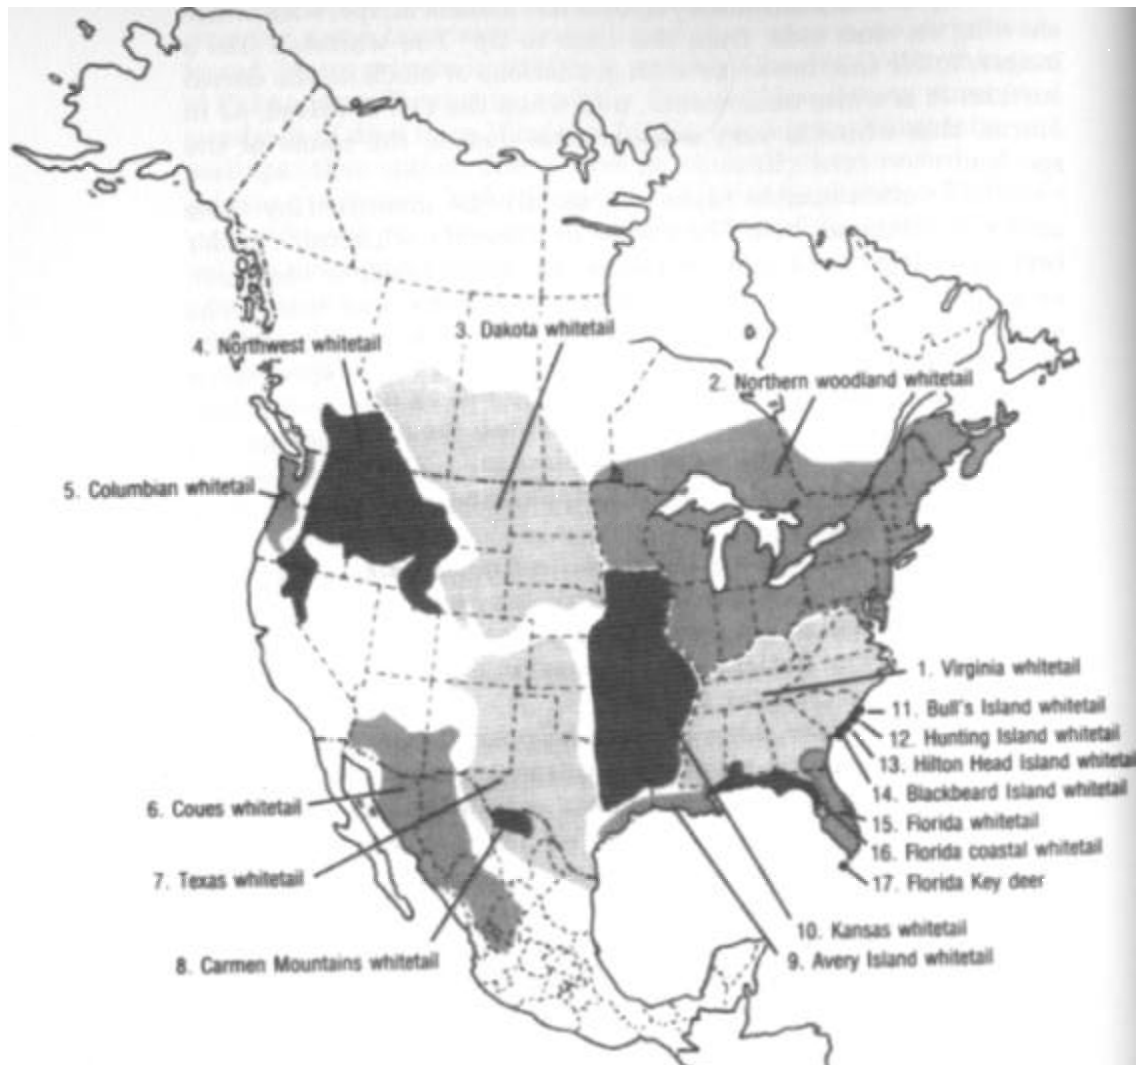 3. Dakota whitetail
4. Northwest whitetail
2. Northern woodland whitetail
5. Columbian whitetail
1. Virginia whitetail
11. Bull's Island whitetail
12. Hunting Island whitetail
13. Hilton Head Island whitetail
14. Blackbeard Island whitetail
6. Coues whitetail
15. Florida whitetail
16. Florida coastal whitetail
7. Texas whitetail
17. Florida Key deer
10. Kansas whitetail
8. Carmen Mountains whitetail
9. Avery Island whitetail